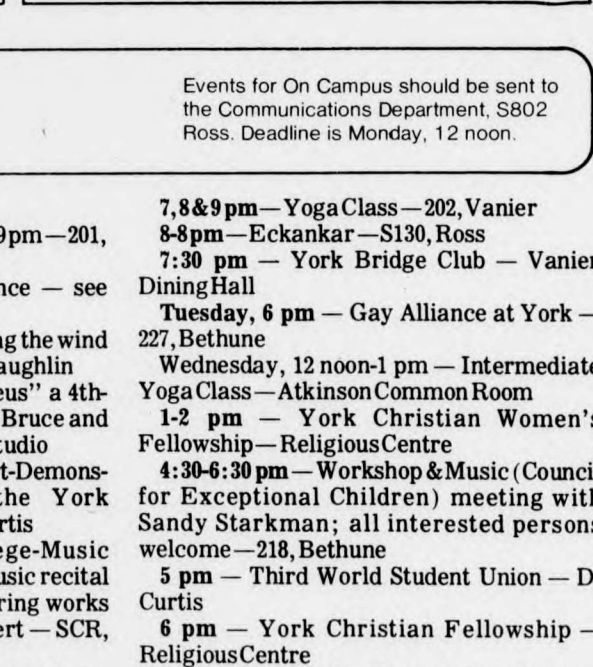 Events for On Campus should be sent to
the Communications Department, S802
Ross. Deadline is Monday, 12 noon.
9pm—201,
nce — see
ng the wind
aughlin
eus" a 4th-
Bruce and
tudio
t-Demons-
the York
rtis
ege-Music
usic recital
ring works
ert — SCR,
7,8&9 pm—Yoga Class—202, Vanier
8-8pm—Eckankar—S130, Ross
7:30 pm — York Bridge Club — Vanier
Dining Hall
Tuesday, 6 pm — Gay Alliance at York —
227, Bethune
Wednesday, 12 noon-1 pm — Intermediate
Yoga Class—Atkinson Common Room
1-2 pm — York Christian Women's
Fellowship—Religious Centre
4:30-6:30 pm—Workshop & Music (Counci
for Exceptional Children) meeting with
Sandy Starkman; all interested persons
welcome—218, Bethune
5 pm — Third World Student Union — D
Curtis
6 pm — York Christian Fellowship —
Religious Centre